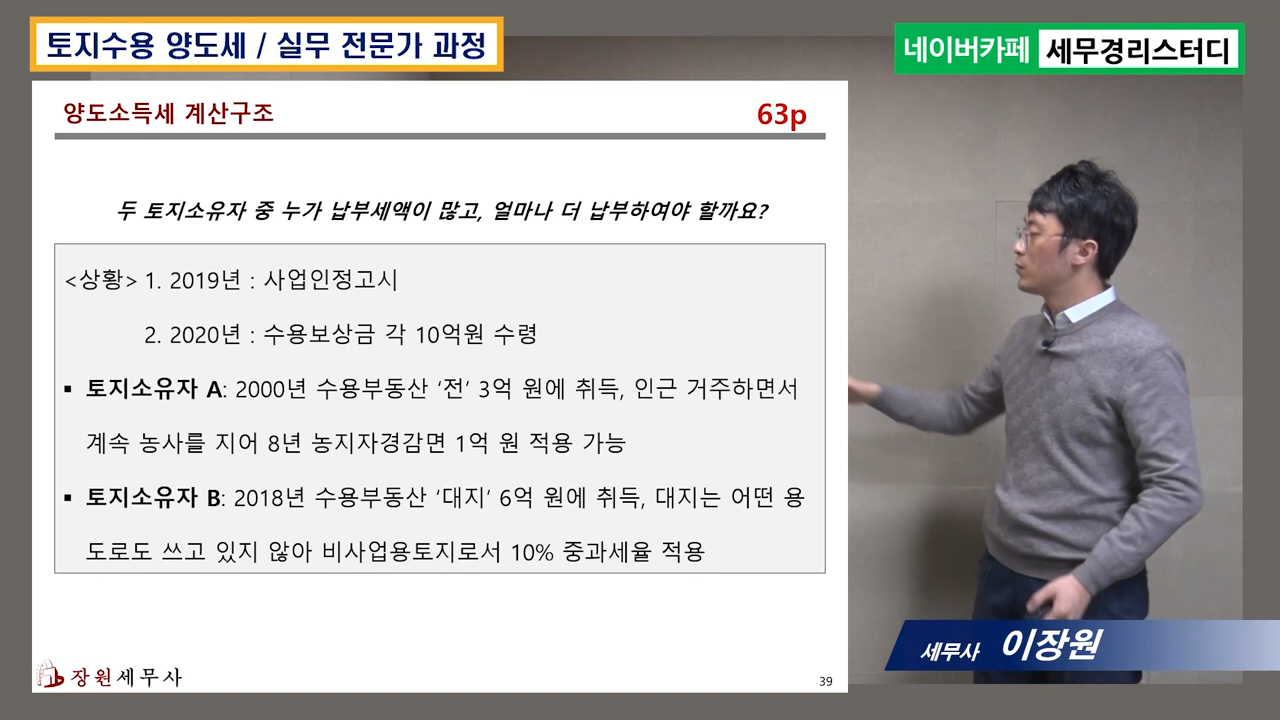 토지수용 양도세 / 실무 전문가 과정
네이버카페 세무경리스터디
양도소득세 계산구조
63p
두 토지소유자 중 누가 납부세액이 많고, 얼마나 더 납부하여야 할까요?
<상황> 1. 2019년 : 사업인정고시
2. 2020년 : 수용보상금 각 10억원 수령
▪ 토지소유자 A: 2000년 수용부동산 ‘전’ 3억 원에 취득, 인근 거주하면서
계속 농사를 지어 8년 농지자경감면 1억 원 적용 가능
▪ 토지소유자 B: 2018년 수용부동산 ‘대지’ 6억 원에 취득, 대지는 어떤 용
도로도 쓰고 있지 않아 비사업용토지로서 10% 중과세율 적용
세무사 이장원
장원세무사
39